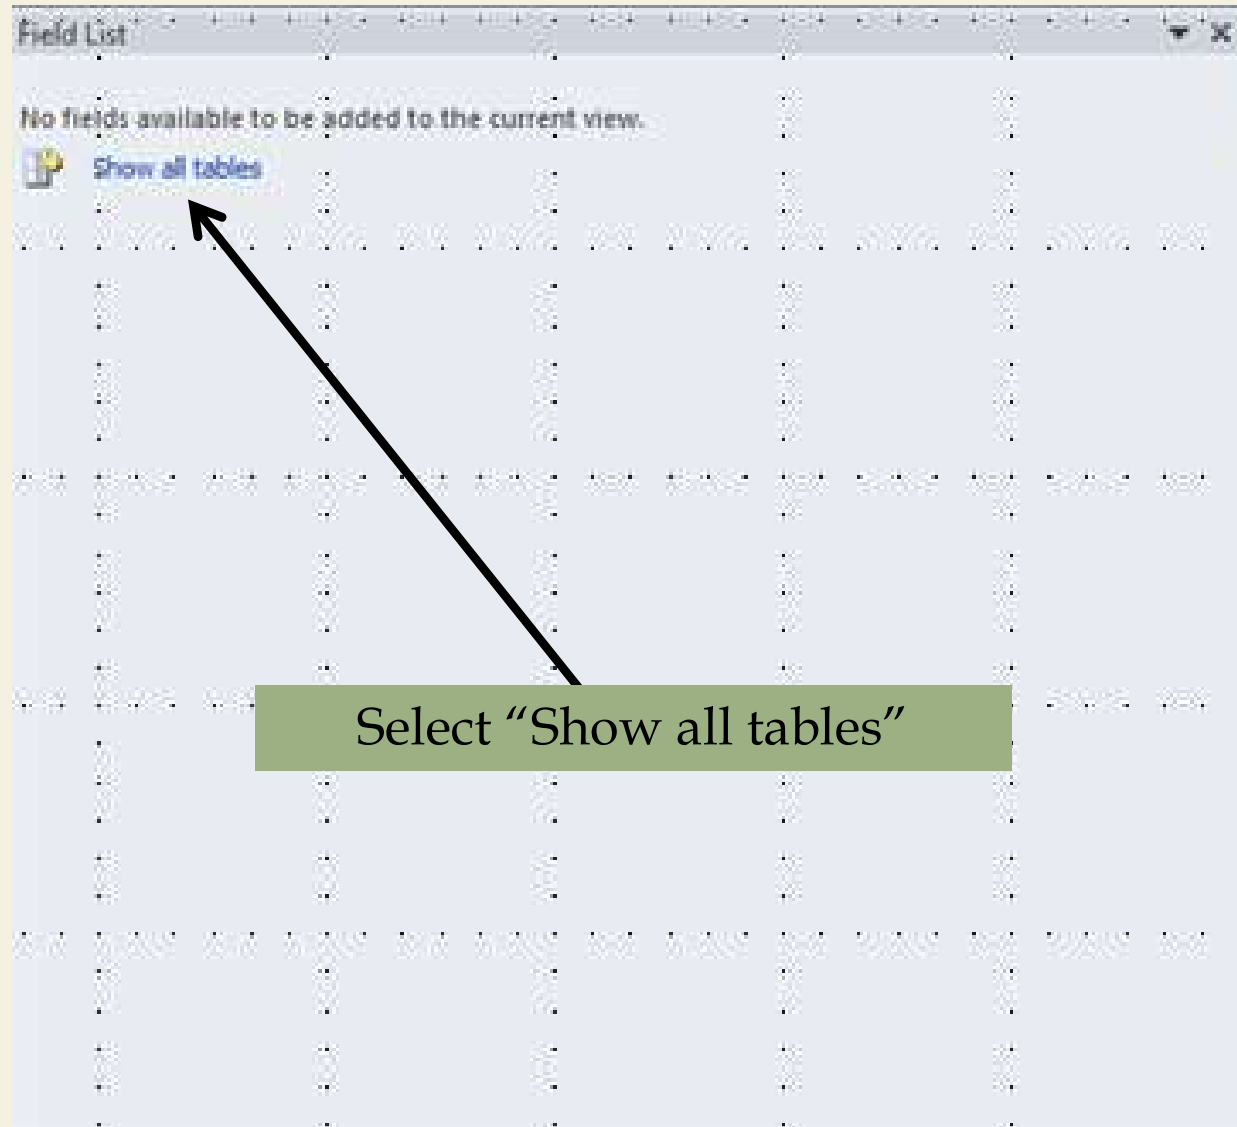 Field List
No fields available to be added to the current view.
Show all tables
Select “Show all tables”